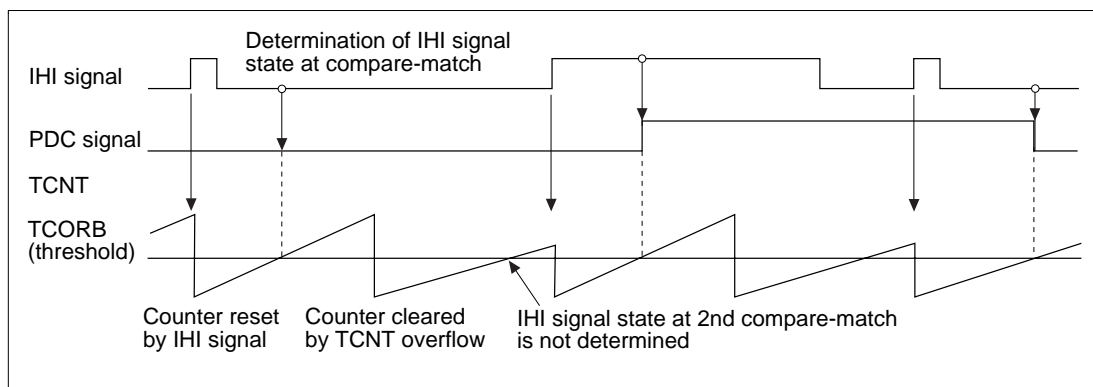 Determination of IHI signal
state at compare-match
IHI signal
PDC signal
TCNT
TCORB
(threshold)
Counter reset
by IHI signal
Counter cleared
by TCNT overflow
IHI signal state at 2nd compare-match
is not determined